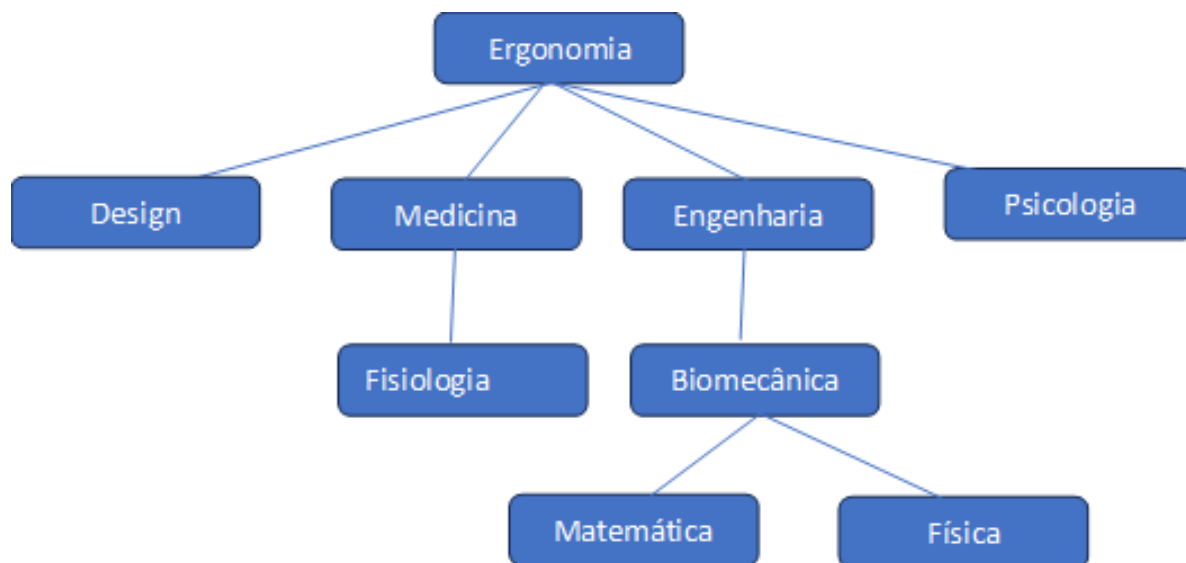 Ergonomia
Design
Medicina
Engenharia
Psicologia
Fisiologia
Biomecânica
Matemática
Física